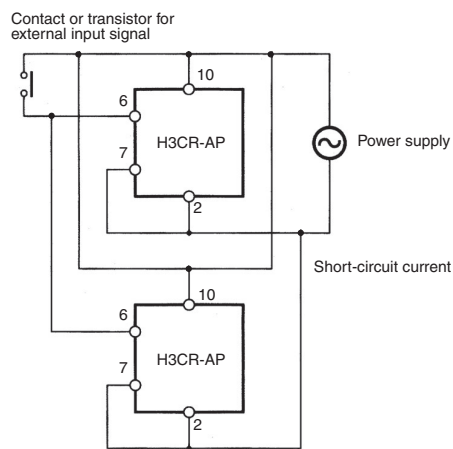 Contact or transistor for
external input signal
10
6
H3CR-AP
Power supply
7
2
Short-circuit current
10
6
H3CR-AP
7
2